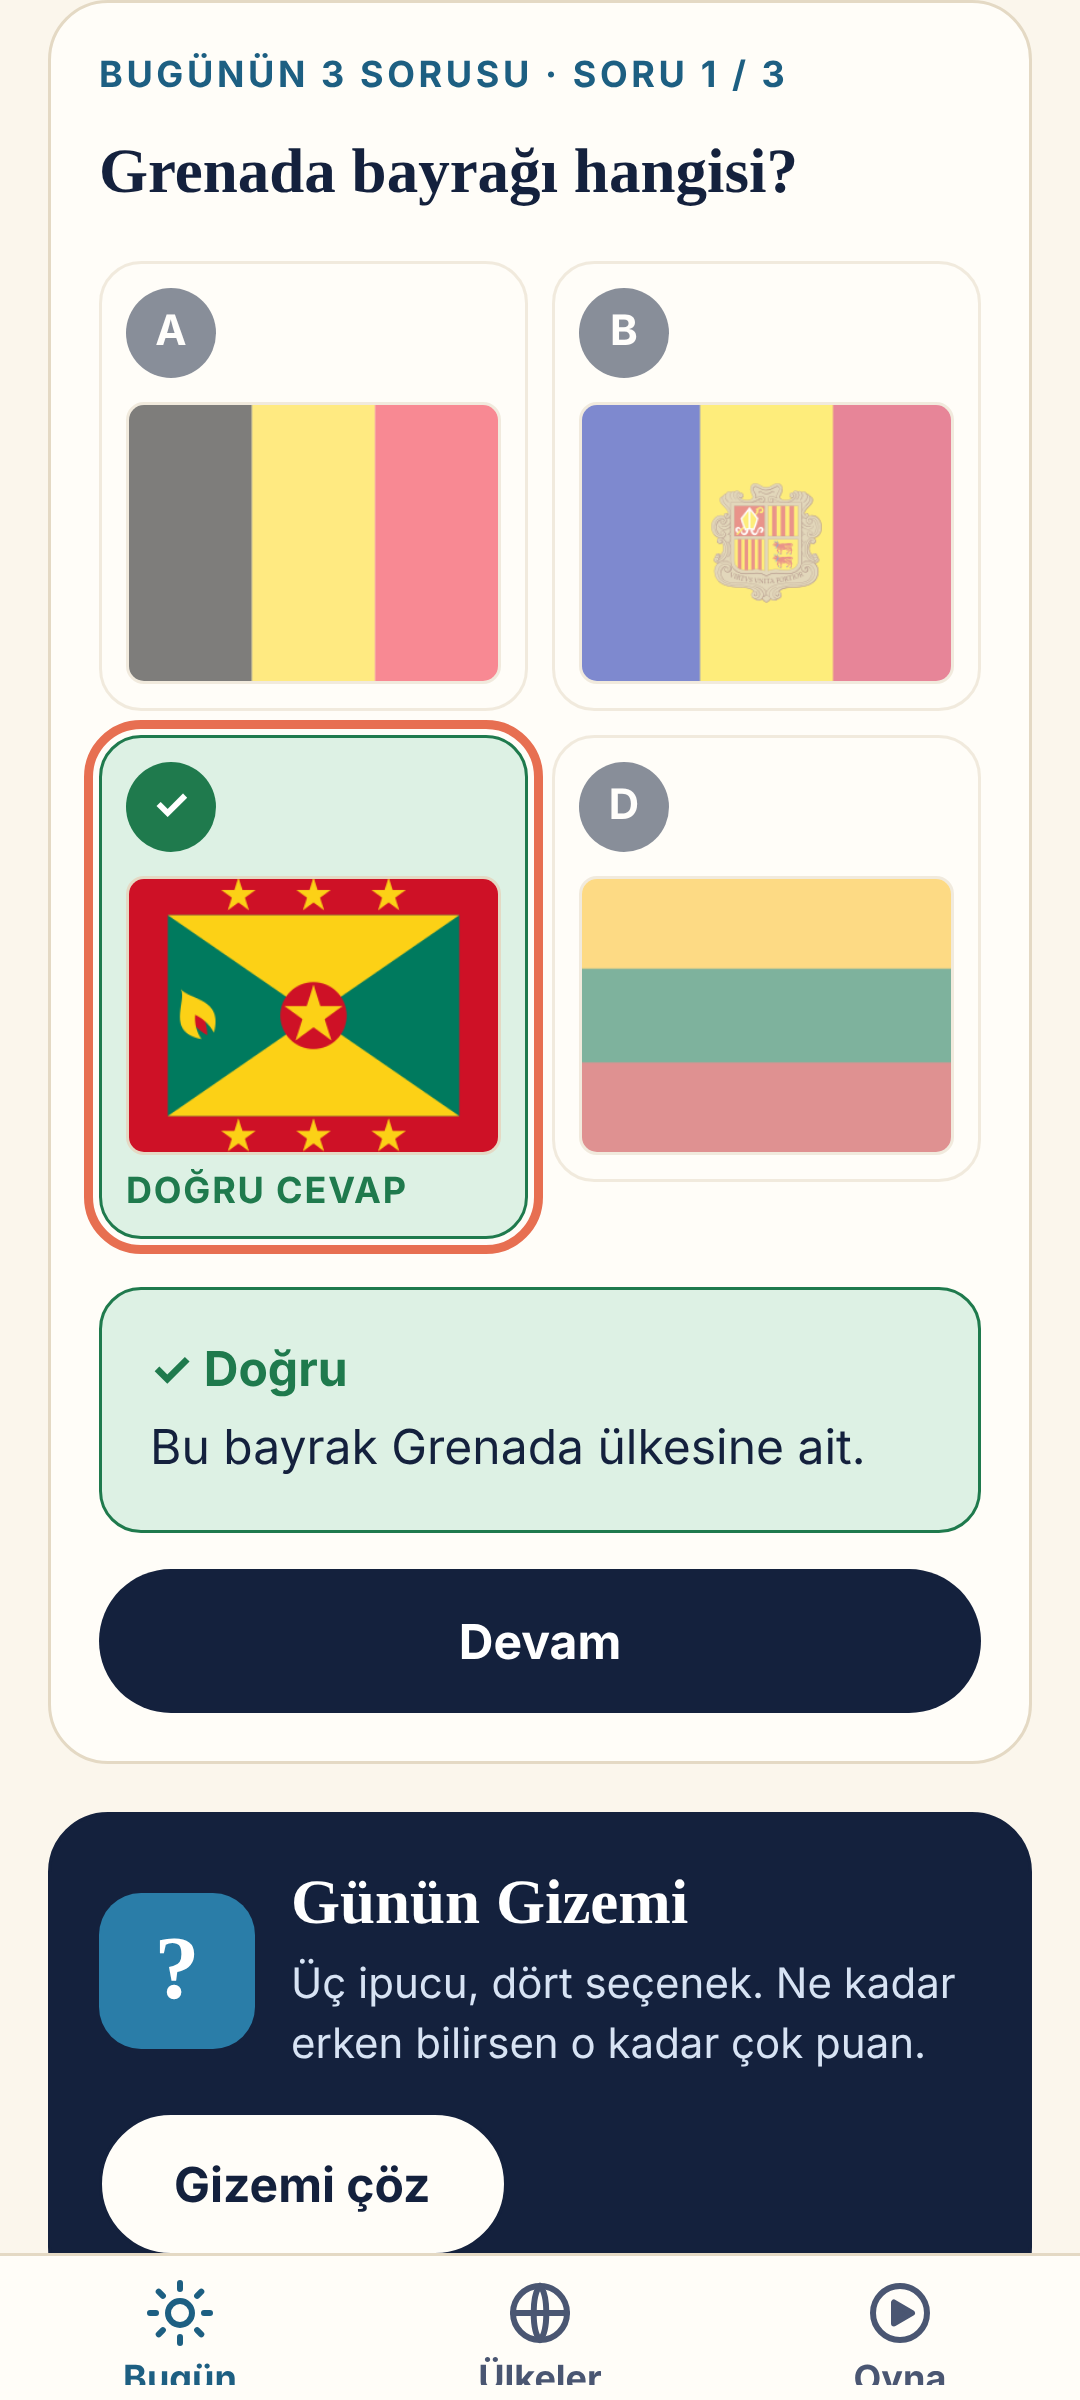 BUGÜNÜN 3 SORUSU · SORU 1 / 3
Grenada bayrağı hangisi?
A
B
D
DOĞRU CEVAP
✓ Doğru
Bu bayrak Grenada ülkesine ait.
Devam
?
Günün Gizemi
Üç ipucu, dört seçenek. Ne kadar
erken bilirsen o kadar çok puan.
Gizemi çöz
Bugün
Ülkeler
Oyna